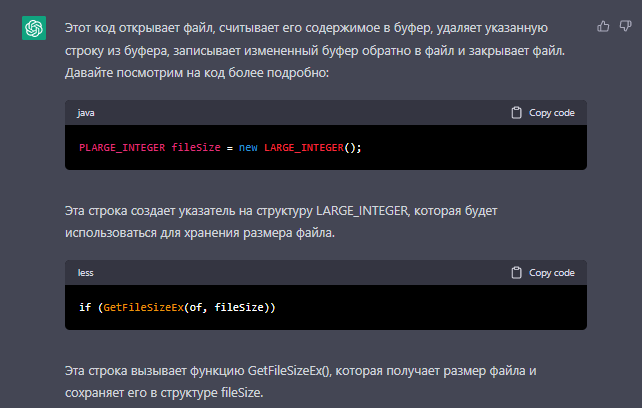 Этот код открывает файл, считывает его содержимое в буфер, удаляет указанную
строку из буфера, записывает измененный буфер обратно в файл и закрывает файл.
Давайте посмотрим на код более подробно:
java
Copy code
PLARGE_INTEGER fileSize = new LARGE_INTEGER();
Эта строка создает указатель на структуру LARGE_INTEGER, которая будет
использоваться для хранения размера файла.
less
Copy code
if (GetFileSizeEx(of, fileSize))
Эта строка вызывает функцию GetFileSizeEx(), которая получает размер файла и
сохраняет его в структуре fileSize.